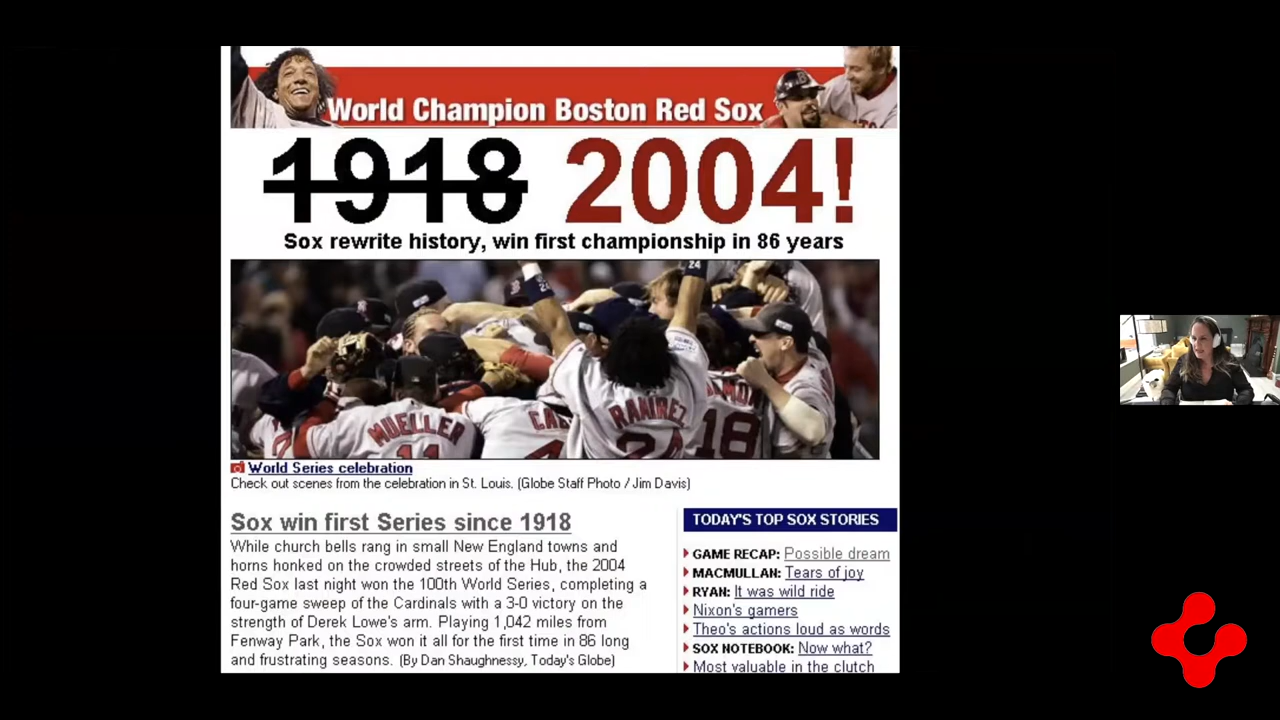 World Champion Boston Red Sox
1918 2004!
Sox rewrite history, win first championship in 86 years
24
24
MUELLER
11
RAMIREZ
24
18
World Series celebration
Check out scenes from the celebration in St. Louis. (Globe Staff Photo / Jim Davis)
Sox win first Series since 1918
While church bells rang in small New England towns and
horns honked on the crowded streets of the Hub, the 2004
Red Sox last night won the 100th World Series, completing a
four-game sweep of the Cardinals with a 3-0 victory on the
strength of Derek Lowe's arm. Playing 1,042 miles from
Fenway Park, the Sox won it all for the first time in 86 long
and frustrating seasons. (By Dan Shaughnessy, Today's Globe)
TODAY'S TOP SOX STORIES
GAME RECAP: Possible dream
MACMULLAN: Tears of joy
RYAN: It was wild ride
Nixon's gamers
Theo's actions loud as words
SOX NOTEBOOK: Now what?
Most valuable in the clutch